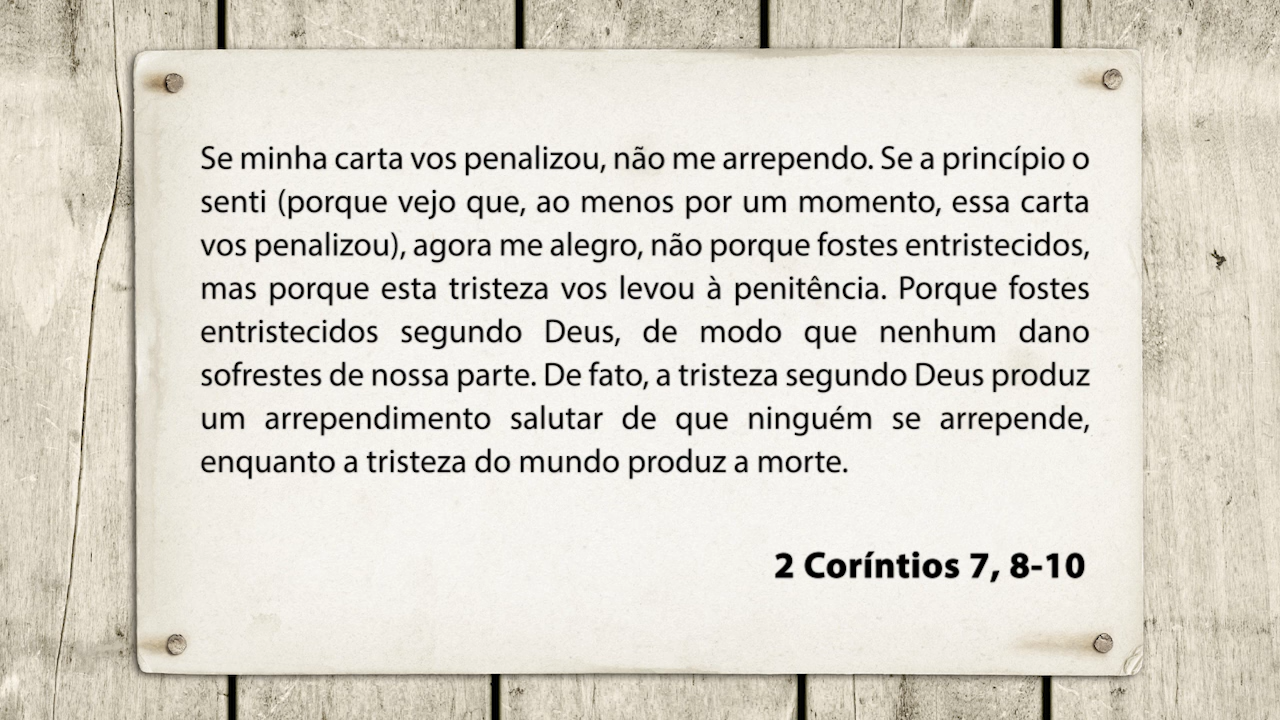 Se minha carta vos penalizou, não me arrependo. Se a princípio o
senti (porque vejo que, ao menos por um momento, essa carta
vos penalizou), agora me alegro, não porque fostes entristecidos,
mas porque esta tristeza vos levou à penitência. Porque fostes
entristecidos segundo Deus, de modo que nenhum dano
sofrestes de nossa parte. De fato, a tristeza segundo Deus produz
um arrependimento salutar de que ninguém se arrepende,
enquanto a tristeza do mundo produz a morte.
2 Coríntios 7, 8-10